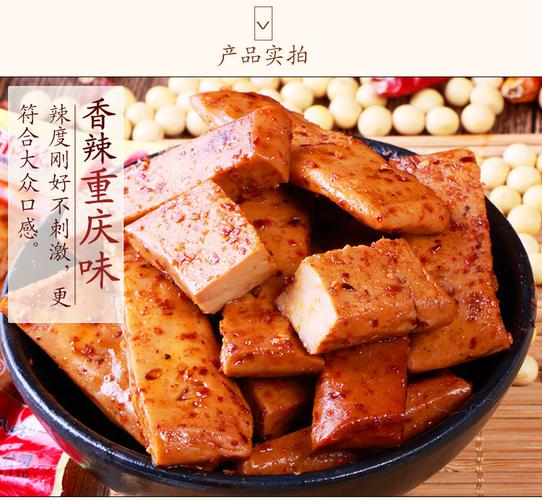 产品实拍
香辣重庆味
辣度刚好不刺激，更
符合大众口感。